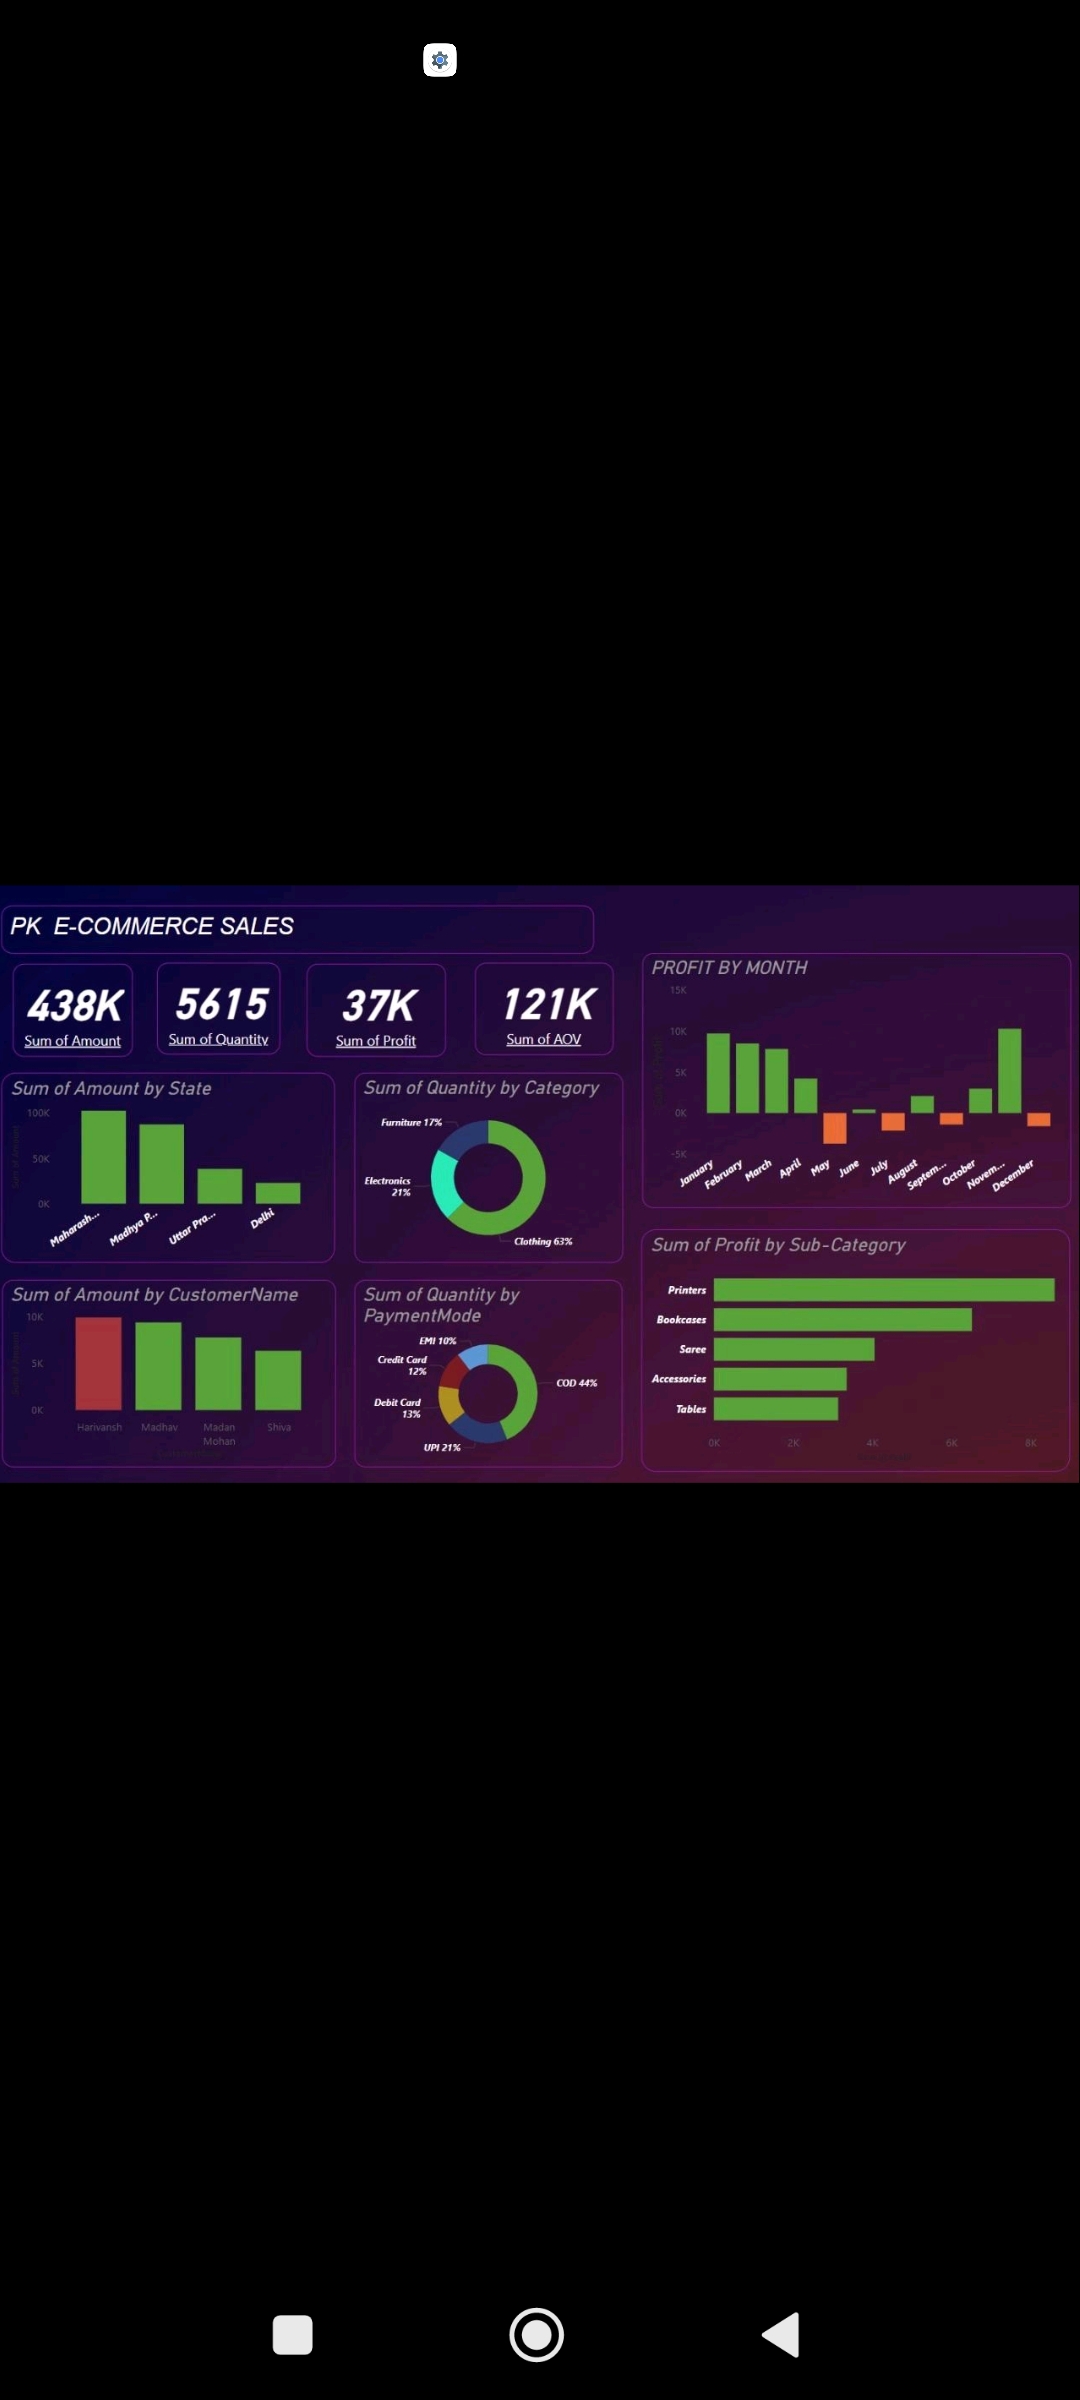 PK E-COMMERCE SALES
438K
Sum of Amount
5615
Sum of Quantity
37K
Sum of Profit
121K
Sum of AOV
Sum of Amount by State
100K
50K
0K
Maharash...
Madhya P...
Uttar Pra...
Delhi
Sum of Quantity by Category
Furniture 17%
Electronics
21%
Clothing 63%
PROFIT BY MONTH
15K
10K
5K
0K
-5K
January
February
March
April
May
June
July
August
Septem...
October
Novem...
December
Sum of Amount by CustomerName
10K
5K
0K
Harivansh
Madhav
Madan
Mohan
Shiva
Sum of Quantity by
PaymentMode
EMI 10%
Credit Card
12%
Debit Card
13%
UPI 21%
COD 44%
Sum of Profit by Sub-Category
Printers
Bookcases
Saree
Accessories
Tables
0K
2K
4K
6K
8K